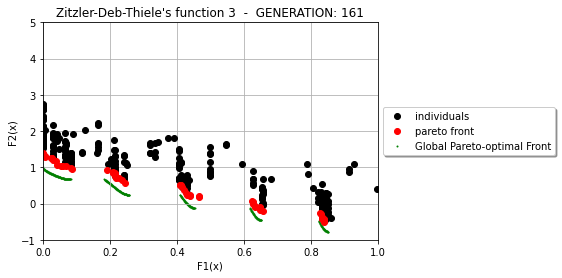 Zitzler-Deb-Thiele's function 3  -  GENERATION: 161
5
4
3
2
1
0
−1
F2(x)
0.0 0.2 0.4 0.6 0.8 1.0
F1(x)
individuals
pareto front
Global Pareto-optimal Front